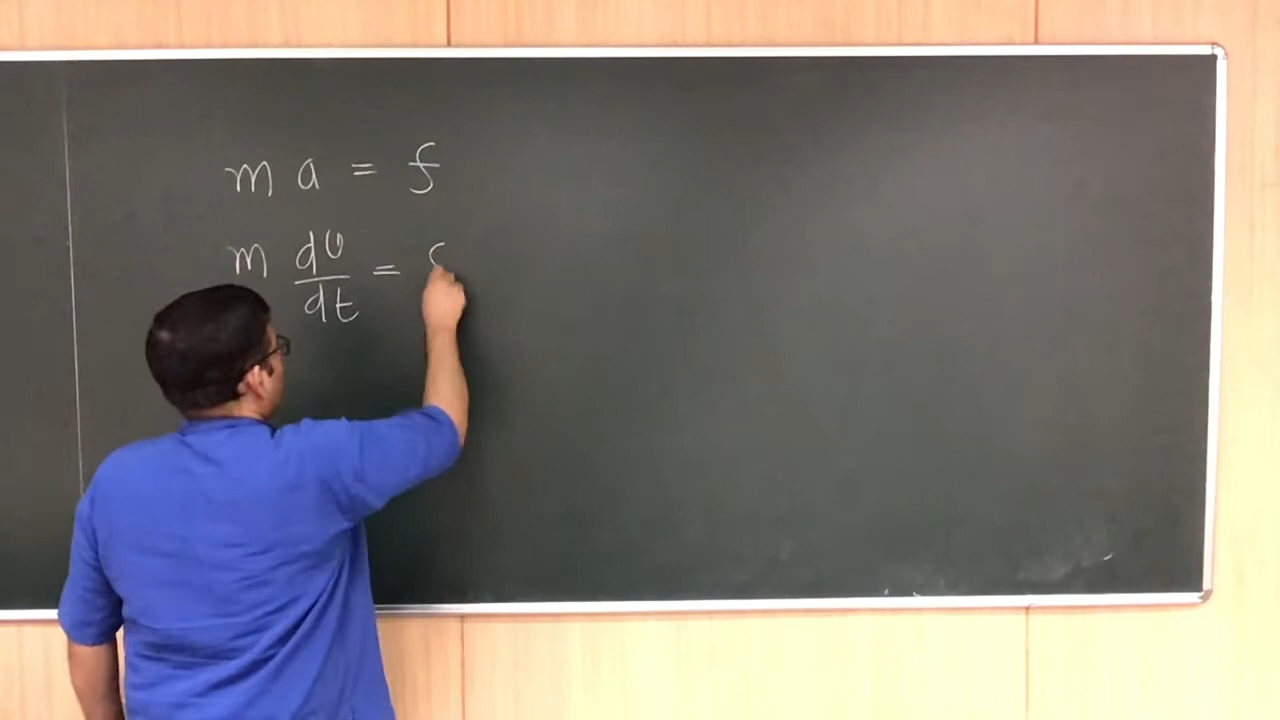 m a = f
m dv/dt =